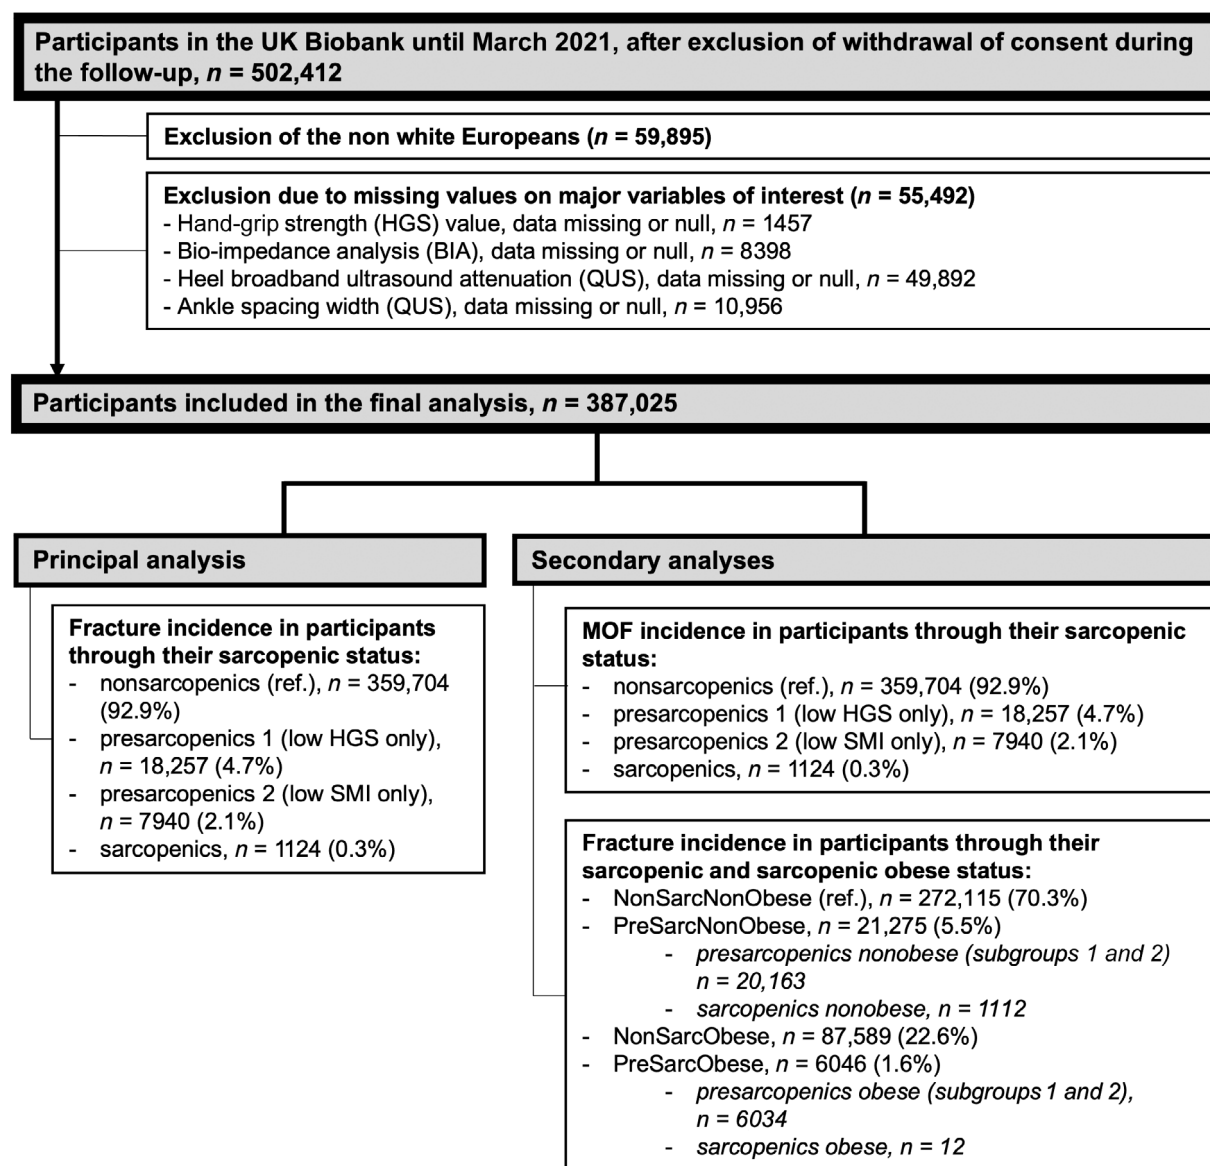 Participants in the UK Biobank until March 2021, after exclusion of withdrawal of consent during
the follow-up, n = 502,412
Exclusion of the non white Europeans (n = 59,895)
Exclusion due to missing values on major variables of interest (n = 55,492)
- Hand-grip strength (HGS) value, data missing or null, n = 1457
- Bio-impedance analysis (BIA), data missing or null, n = 8398
- Heel broadband ultrasound attenuation (QUS), data missing or null, n = 49,892
- Ankle spacing width (QUS), data missing or null, n = 10,956
Participants included in the final analysis, n = 387,025
Principal analysis
Fracture incidence in participants
through their sarcopenic status:
- nonsarcopenics (ref.), n = 359,704
(92.9%)
- presarcopenics 1 (low HGS only),
n = 18,257 (4.7%)
- presarcopenics 2 (low SMI only),
n = 7940 (2.1%)
- sarcopenics, n = 1124 (0.3%)
Secondary analyses
MOF incidence in participants through their sarcopenic
status:
- nonsarcopenics (ref.), n = 359,704 (92.9%)
- presarcopenics 1 (low HGS only), n = 18,257 (4.7%)
- presarcopenics 2 (low SMI only), n = 7940 (2.1%)
- sarcopenics, n = 1124 (0.3%)
Fracture incidence in participants through their
sarcopenic and sarcopenic obese status:
- NonSarcNonObese (ref.), n = 272,115 (70.3%)
- PreSarcNonObese, n = 21,275 (5.5%)
- presarcopenics nonobese (subgroups 1 and 2)
n = 20,163
- sarcopenics nonobese, n = 1112
- NonSarcObese, n = 87,589 (22.6%)
- PreSarcObese, n = 6046 (1.6%)
- presarcopenics obese (subgroups 1 and 2),
n = 6034
- sarcopenics obese, n = 12